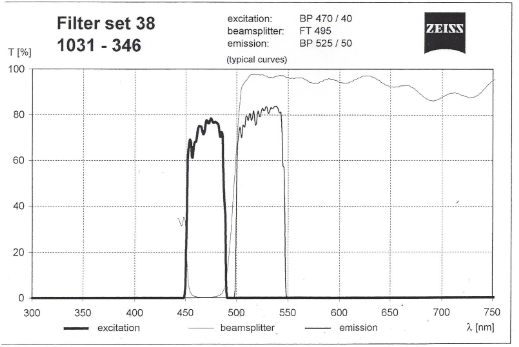 Filter set 38
1031 - 346
excitation: BP 470 / 40
beamsplitter: FT 495
emission: BP 525 / 50
(typical curves)
ZEISS
T [%]
100
80
60
40
20
0
300 350 400 450 500 550 600 650 700 750
excitation beamsplitter emission λ [nm]